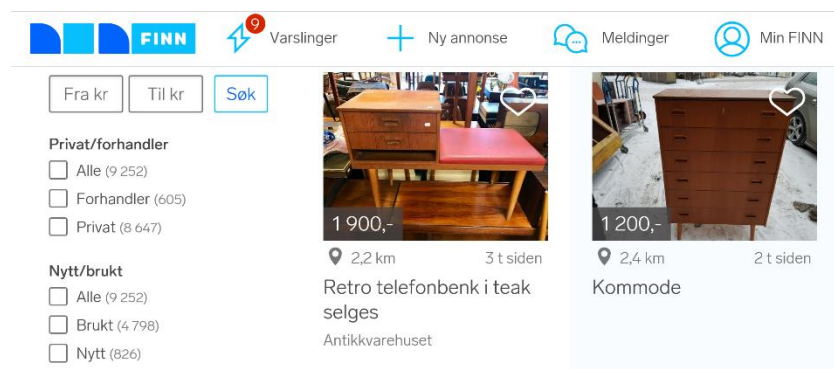 FINN
9
Varslinger
Ny annonse
Meldinger
Min FINN
Fra kr
Til kr
Søk
Privat/forhandler
Alle (9 252)
Forhandler (605)
Privat (8 647)
Nytt/brukt
Alle (9 252)
Brukt (4 798)
Nytt (826)
1 900,-
2,2 km
3 t siden
Retro telefonbenk i teak
selges
Antikkvarehuset
1 200,-
2,4 km
2 t siden
Kommode